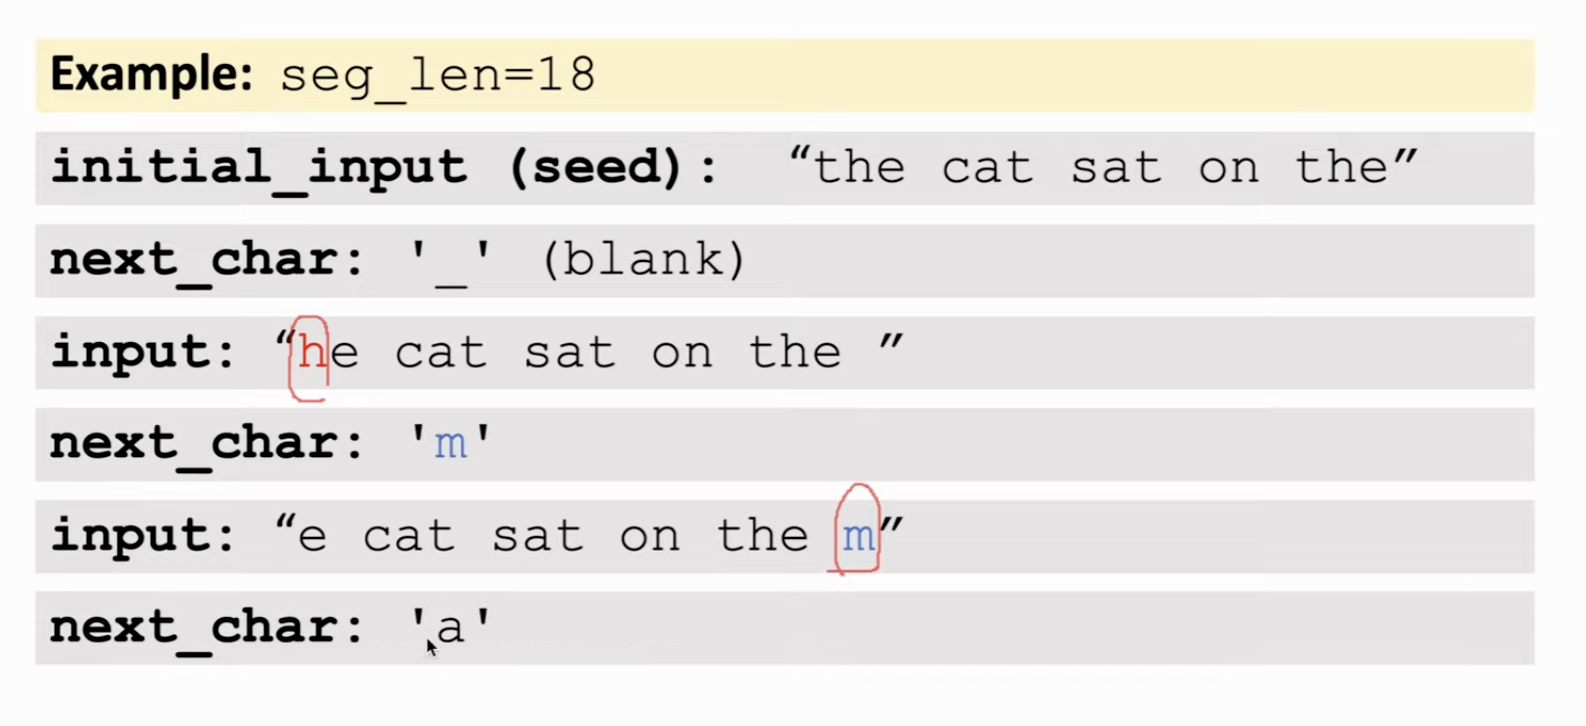 Example: seg_len=18
initial_input (seed): “the cat sat on the”
next_char: '_' (blank)
input: “he cat sat on the ”
next_char: 'm'
input: “e cat sat on the m”
next_char: 'a'